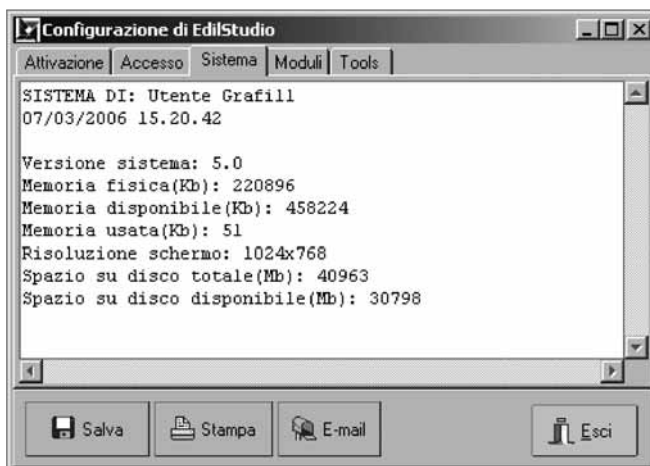 Configurazione di EdilStudio
Attivazione Accesso Sistema Moduli Tools
SISTEMA DI: Utente Grafill
07/03/2006 15.20.42
Versione sistema: 5.0
Memoria fisica(Kb): 220896
Memoria disponibile(Kb): 458224
Memoria usata(Kb): 51
Risoluzione schermo: 1024x768
Spazio su disco totale(Mb): 40963
Spazio su disco disponibile(Mb): 30798
Salva Stampa E-mail Esci